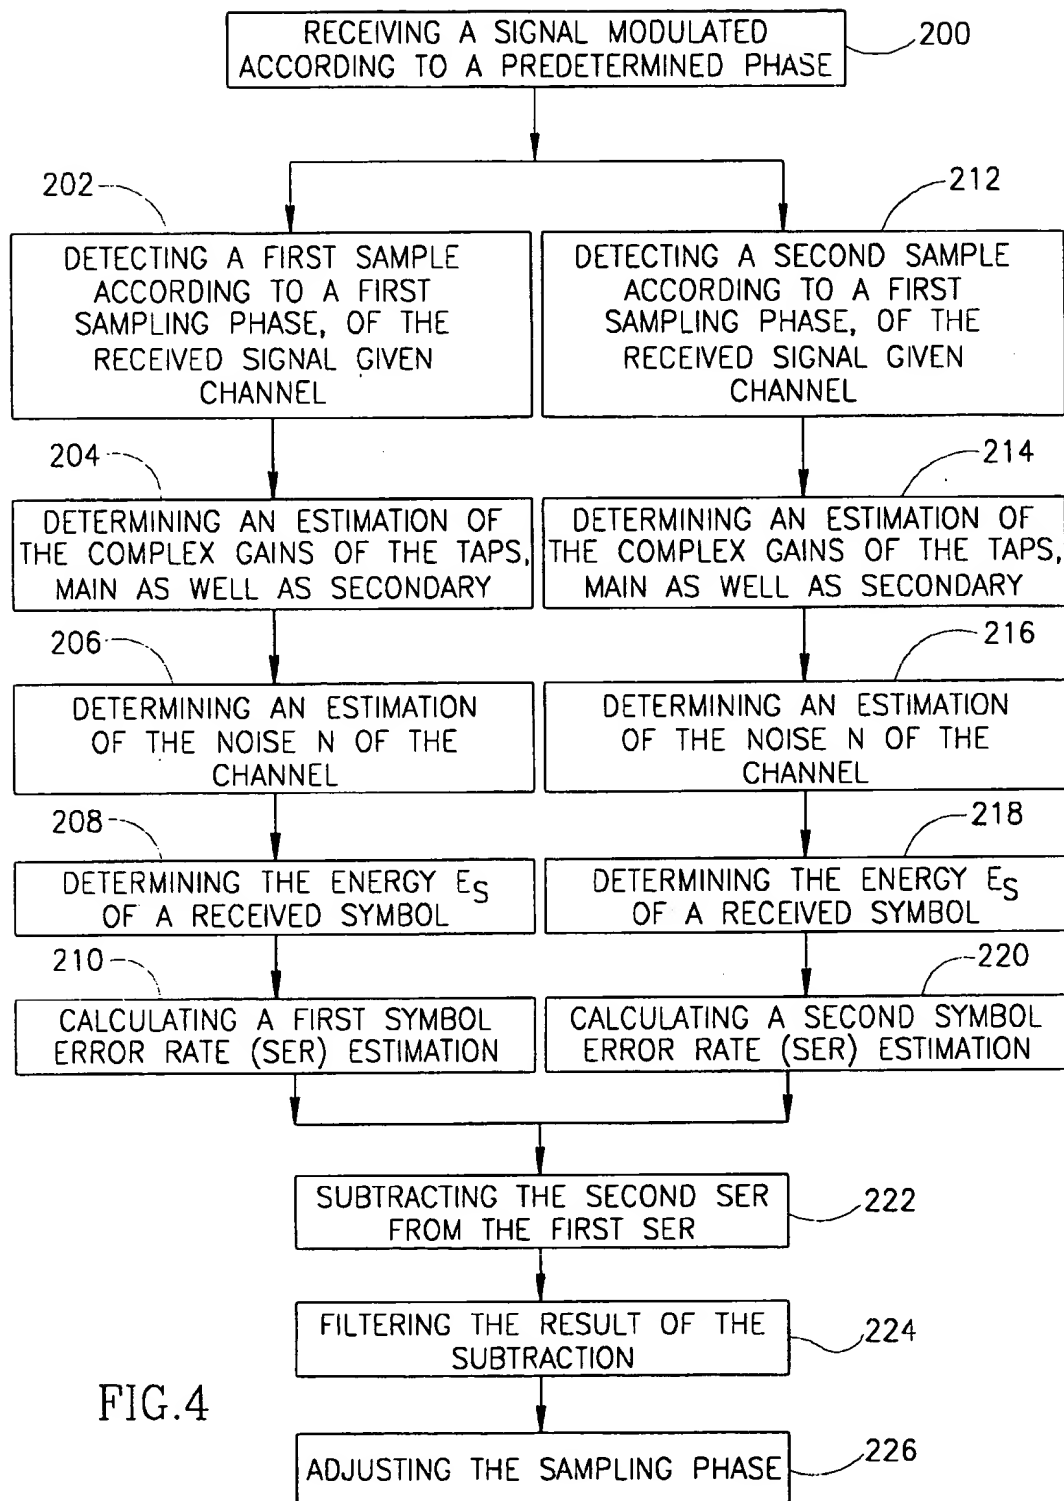 RECEIVING A SIGNAL MODULATED
ACCORDING TO A PREDETERMINED PHASE
200
202
DETECTING A FIRST SAMPLE
ACCORDING TO A FIRST
SAMPLING PHASE, OF THE
RECEIVED SIGNAL GIVEN
CHANNEL
212
DETECTING A SECOND SAMPLE
ACCORDING TO A FIRST
SAMPLING PHASE, OF THE
RECEIVED SIGNAL GIVEN
CHANNEL
204
DETERMINING AN ESTIMATION OF
THE COMPLEX GAINS OF THE TAPS,
MAIN AS WELL AS SECONDARY
214
DETERMINING AN ESTIMATION OF
THE COMPLEX GAINS OF THE TAPS,
MAIN AS WELL AS SECONDARY
206
DETERMINING AN ESTIMATION
OF THE NOISE N OF THE
CHANNEL
216
DETERMINING AN ESTIMATION
OF THE NOISE N OF THE
CHANNEL
208
DETERMINING THE ENERGY ES
OF A RECEIVED SYMBOL
218
DETERMINING THE ENERGY ES
OF A RECEIVED SYMBOL
210
CALCULATING A FIRST SYMBOL
ERROR RATE (SER) ESTIMATION
220
CALCULATING A SECOND SYMBOL
ERROR RATE (SER) ESTIMATION
SUBTRACTING THE SECOND SER
FROM THE FIRST SER
222
FILTERING THE RESULT OF THE
SUBTRACTION
224
FIG.4
ADJUSTING THE SAMPLING PHASE
226